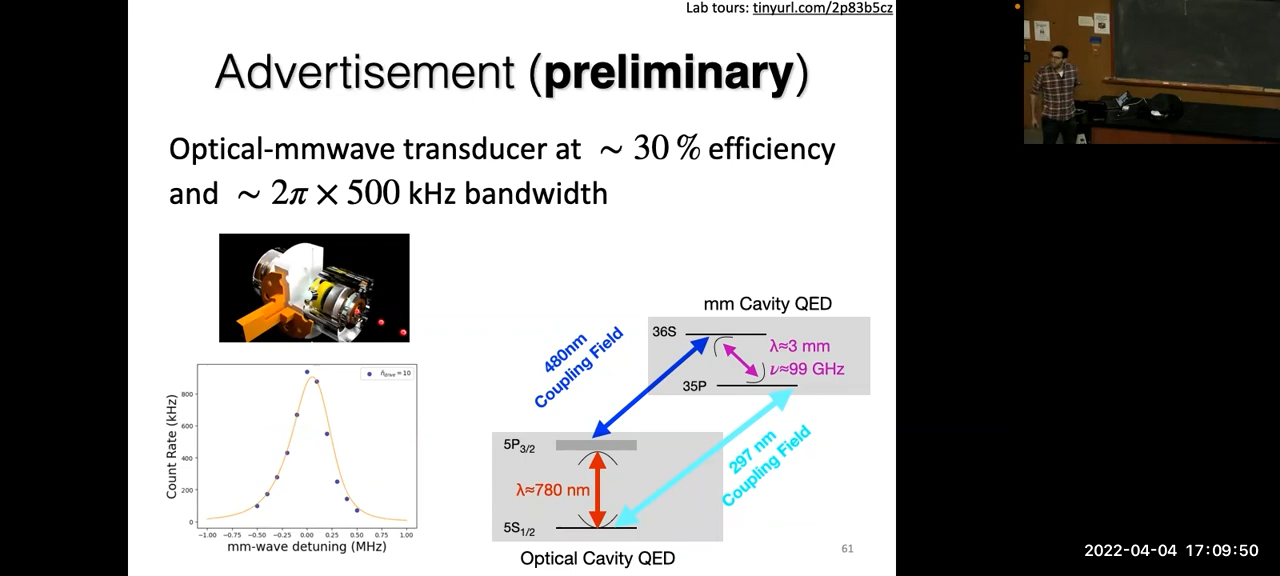 Lab tours: tinyurl.com/2p83b5cz
Advertisement (preliminary)
Optical-mmwave transducer at ∼ 30 % efficiency
and ∼ 2π × 500 kHz bandwidth
mm Cavity QED
36S
λ≈3 mm
ν≈99 GHz
35P
480nm
Coupling Field
297 nm
Coupling Field
5P3/2
λ≈780 nm
5S1/2
Optical Cavity QED
n̄drive = 10
Count Rate (kHz)
800
600
400
200
0
−1.00 −0.75 −0.50 −0.25 0.00 0.25 0.50 0.75 1.00
mm-wave detuning (MHz)
61
2022-04-04 17:09:50